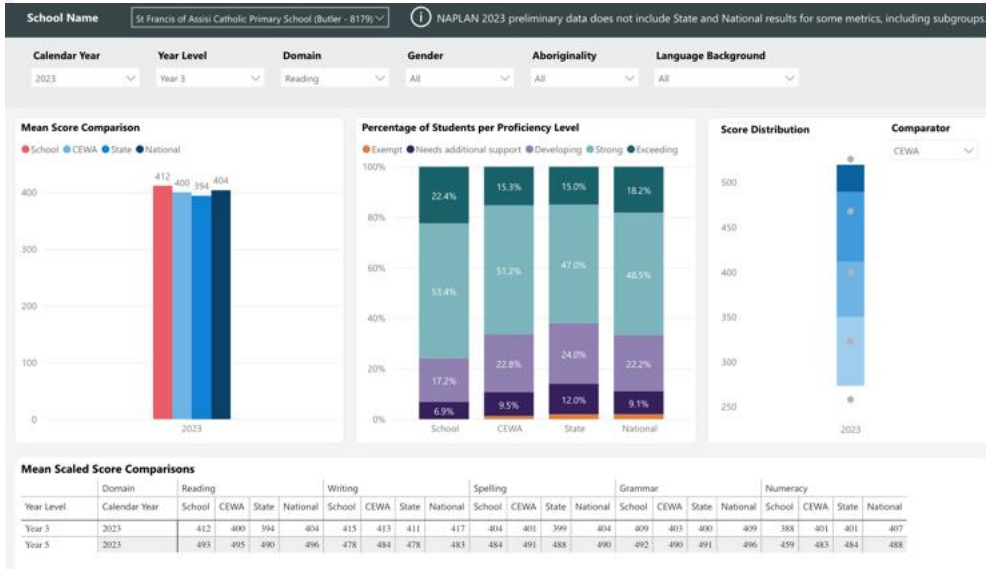 School Name
St Francis of Assisi Catholic Primary School (Butler - 8179)
NAPLAN 2023 preliminary data does not include State and National results for some metrics, including subgroups.
Calendar Year Year Level Domain Gender Aboriginality Language Background
2023 Year 3 Reading All All All
Mean Score Comparison
School CEWA State National
412 400 394 404
400
300
200
100
0
2023
Percentage of Students per Proficiency Level
Exempt Needs additional support Developing Strong Exceeding
100%
80%
60%
40%
20%
0%
22.4% 15.3% 15.0% 18.2%
53.4% 51.2% 47.0% 48.5%
17.2% 22.8% 24.0% 22.2%
6.9% 9.5% 12.0% 9.1%
School CEWA State National
Score Distribution
Comparator
CEWA
500
450
400
350
300
250
2023
Mean Scaled Score Comparisons
Domain Reading Writing Spelling Grammar Numeracy
Year Level Calendar Year School CEWA State National School CEWA State National School CEWA State National School CEWA State National School CEWA State National
Year 3 2023 412 400 394 404 415 413 411 417 404 401 399 404 409 403 400 409 388 401 401 407
Year 5 2023 493 495 490 496 478 484 478 483 484 491 488 490 492 490 491 496 459 483 484 488